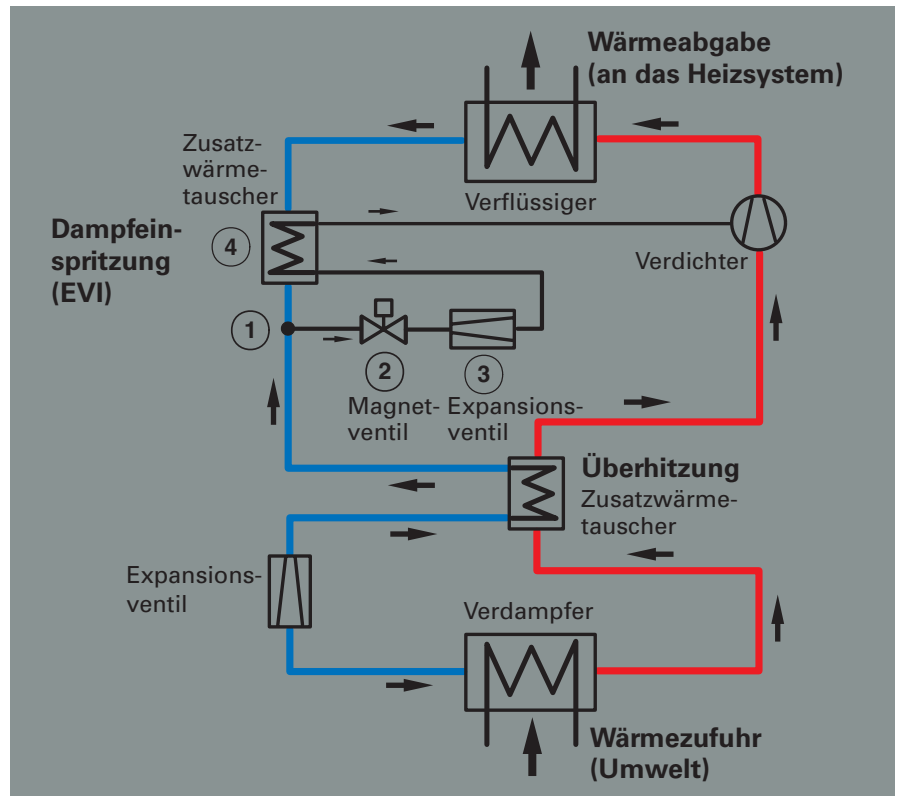 Wärmeabgabe
(an das Heizsystem)
Zusatz-
wärme-
tauscher
Verflüssiger
Dampfein-
spritzung
(EVI)
4
Verdichter
1
2
3
Magnet-
ventil
Expansions-
ventil
Überhitzung
Zusatzwärme-
tauscher
Expansions-
ventil
Verdampfer
Wärmezufuhr
(Umwelt)